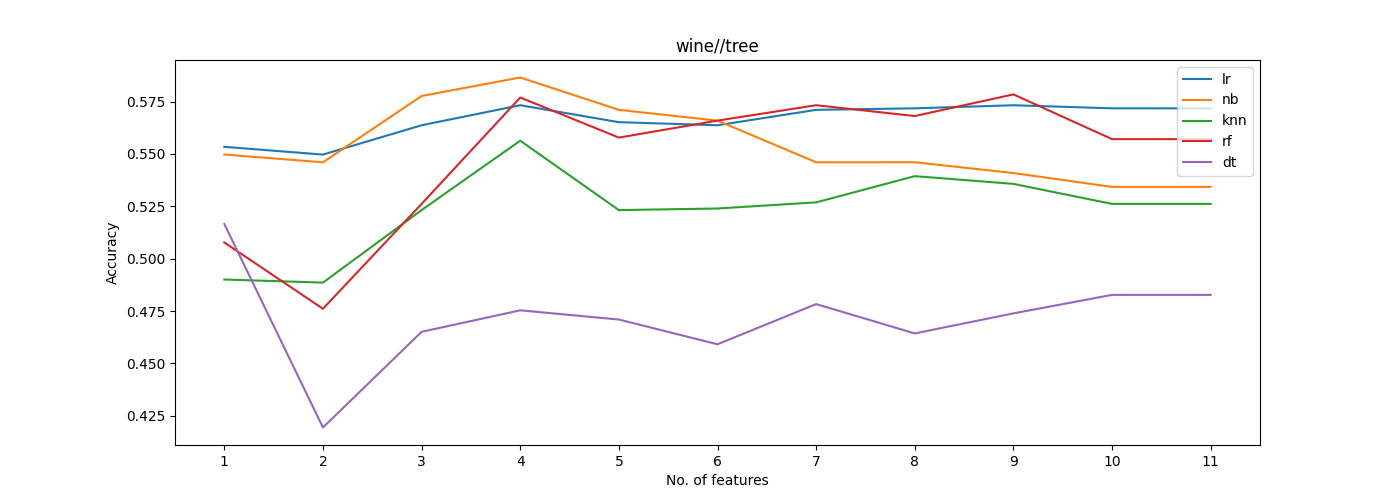 wine//tree
lr
nb
knn
rf
dt
0.575
0.550
0.525
0.500
0.475
0.450
0.425
Accuracy
1 2 3 4 5 6 7 8 9 10 11
No. of features